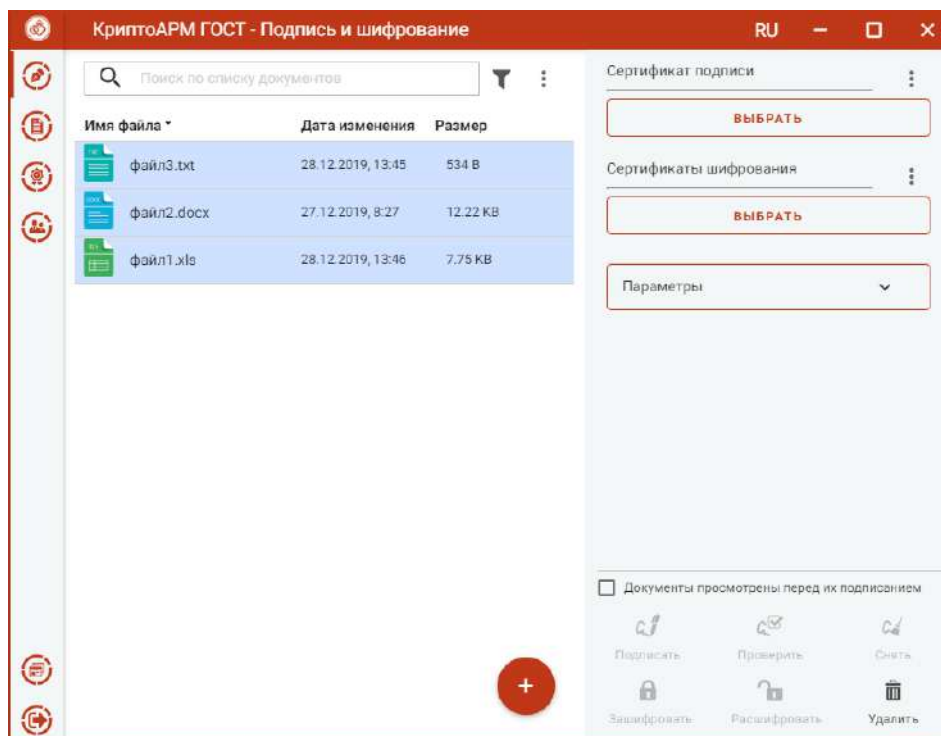 КриптоАРМ ГОСТ - Подпись и шифрование RU
Поиск по списку документов
Имя файла Дата изменения Размер
файл3.txt 28.12.2019, 13:45 534 B
файл2.docx 27.12.2019, 8:27 12.22 KB
файл1.xls 28.12.2019, 13:46 7.75 KB
Сертификат подписи
ВЫБРАТЬ
Сертификаты шифрования
ВЫБРАТЬ
Параметры
Документы просмотрены перед их подписанием
Подписать Проверить Снять
Зашифровать Расшифровать Удалить